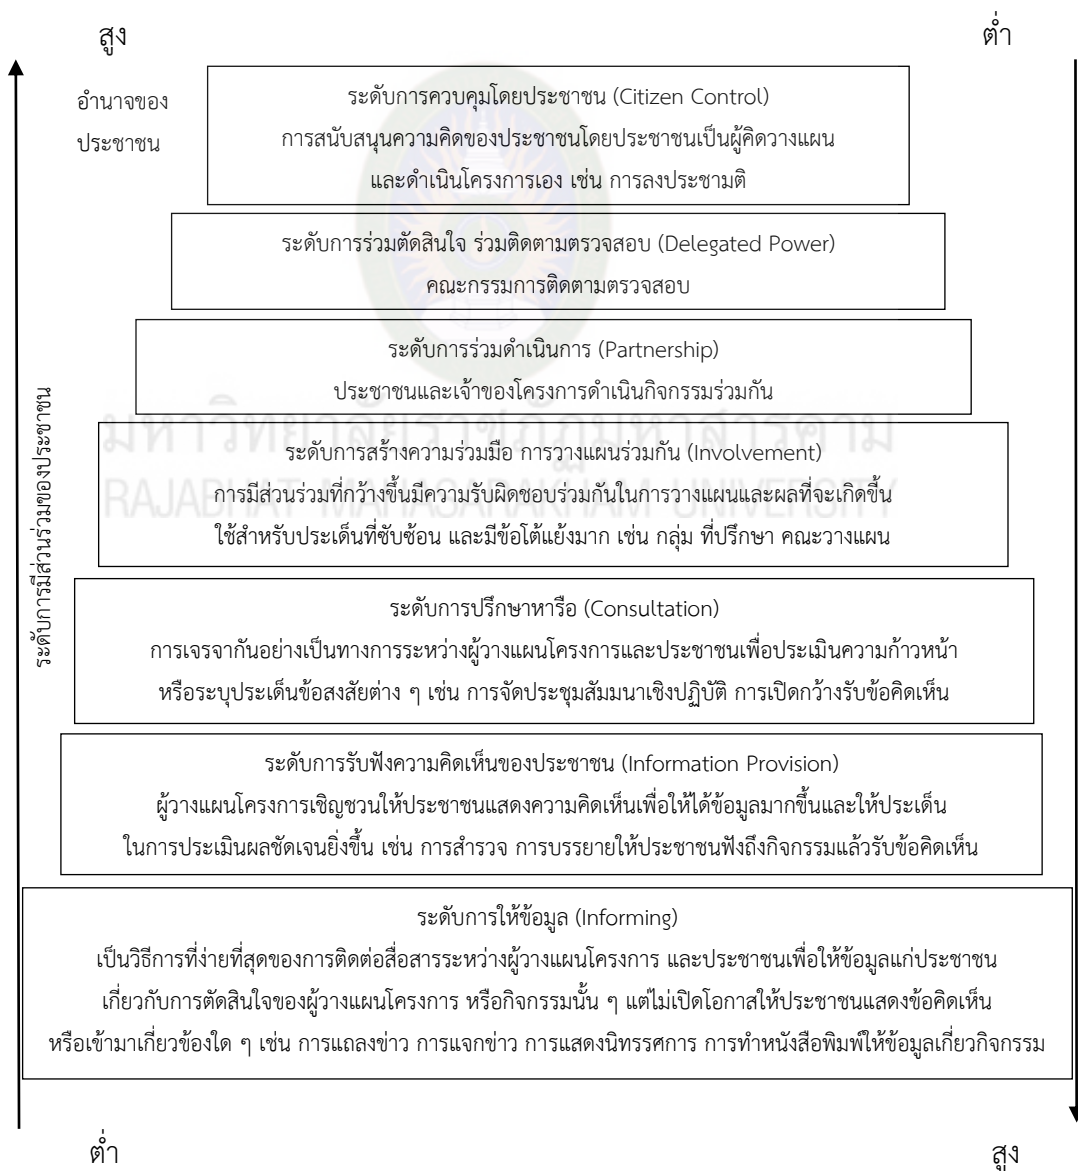 สูง
ต่ำ
อำนาจของ
ประชาชน
ระดับการควบคุมโดยประชาชน (Citizen Control)
การสนับสนุนความคิดของประชาชนโดยประชาชนเป็นผู้คิดวางแผน
และดำเนินโครงการเอง เช่น การลงประชามติ
ระดับการร่วมตัดสินใจ ร่วมติดตามตรวจสอบ (Delegated Power)
คณะกรรมการติดตามตรวจสอบ
ระดับการร่วมดำเนินการ (Partnership)
ประชาชนและเจ้าของโครงการดำเนินกิจกรรมร่วมกัน
ระดับการมีส่วนร่วมของประชาชน
มหาวิทยาลัยราชภัฏมหาสารคาม
RAJABHAT MAHASARAKHAM UNIVERSITY
ระดับการสร้างความร่วมมือ การวางแผนร่วมกัน (Involvement)
การมีส่วนร่วมที่กว้างขึ้นมีความรับผิดชอบร่วมกันในการวางแผนและผลที่จะเกิดขึ้น
ใช้สำหรับประเด็นที่ซับซ้อน และมีข้อโต้แย้งมาก เช่น กลุ่ม ที่ปรึกษา คณะวางแผน
ระดับการปรึกษาหารือ (Consultation)
การเจรจากันอย่างเป็นทางการระหว่างผู้วางแผนโครงการและประชาชนเพื่อประเมินความก้าวหน้า
หรือระบุประเด็นข้อสงสัยต่าง ๆ เช่น การจัดประชุมสัมมนาเชิงปฏิบัติ การเปิดกว้างรับข้อคิดเห็น
ระดับการรับฟังความคิดเห็นของประชาชน (Information Provision)
ผู้วางแผนโครงการเชิญชวนให้ประชาชนแสดงความคิดเห็นเพื่อให้ได้ข้อมูลมากขึ้นและให้ประเด็น
ในการประเมินผลชัดเจนยิ่งขึ้น เช่น การสำรวจ การบรรยายให้ประชาชนฟังถึงกิจกรรมแล้วรับข้อคิดเห็น
ระดับการให้ข้อมูล (Informing)
เป็นวิธีการที่ง่ายที่สุดของการติดต่อสื่อสารระหว่างผู้วางแผนโครงการ และประชาชนเพื่อให้ข้อมูลแก่ประชาชน
เกี่ยวกับการตัดสินใจของผู้วางแผนโครงการ หรือกิจกรรมนั้น ๆ แต่ไม่เปิดโอกาสให้ประชาชนแสดงข้อคิดเห็น
หรือเข้ามาเกี่ยวข้องใด ๆ เช่น การแถลงข่าว การแจกข่าว การแสดงนิทรรศการ การทำหนังสือพิมพ์ให้ข้อมูลเกี่ยวกิจกรรม
ต่ำ
สูง